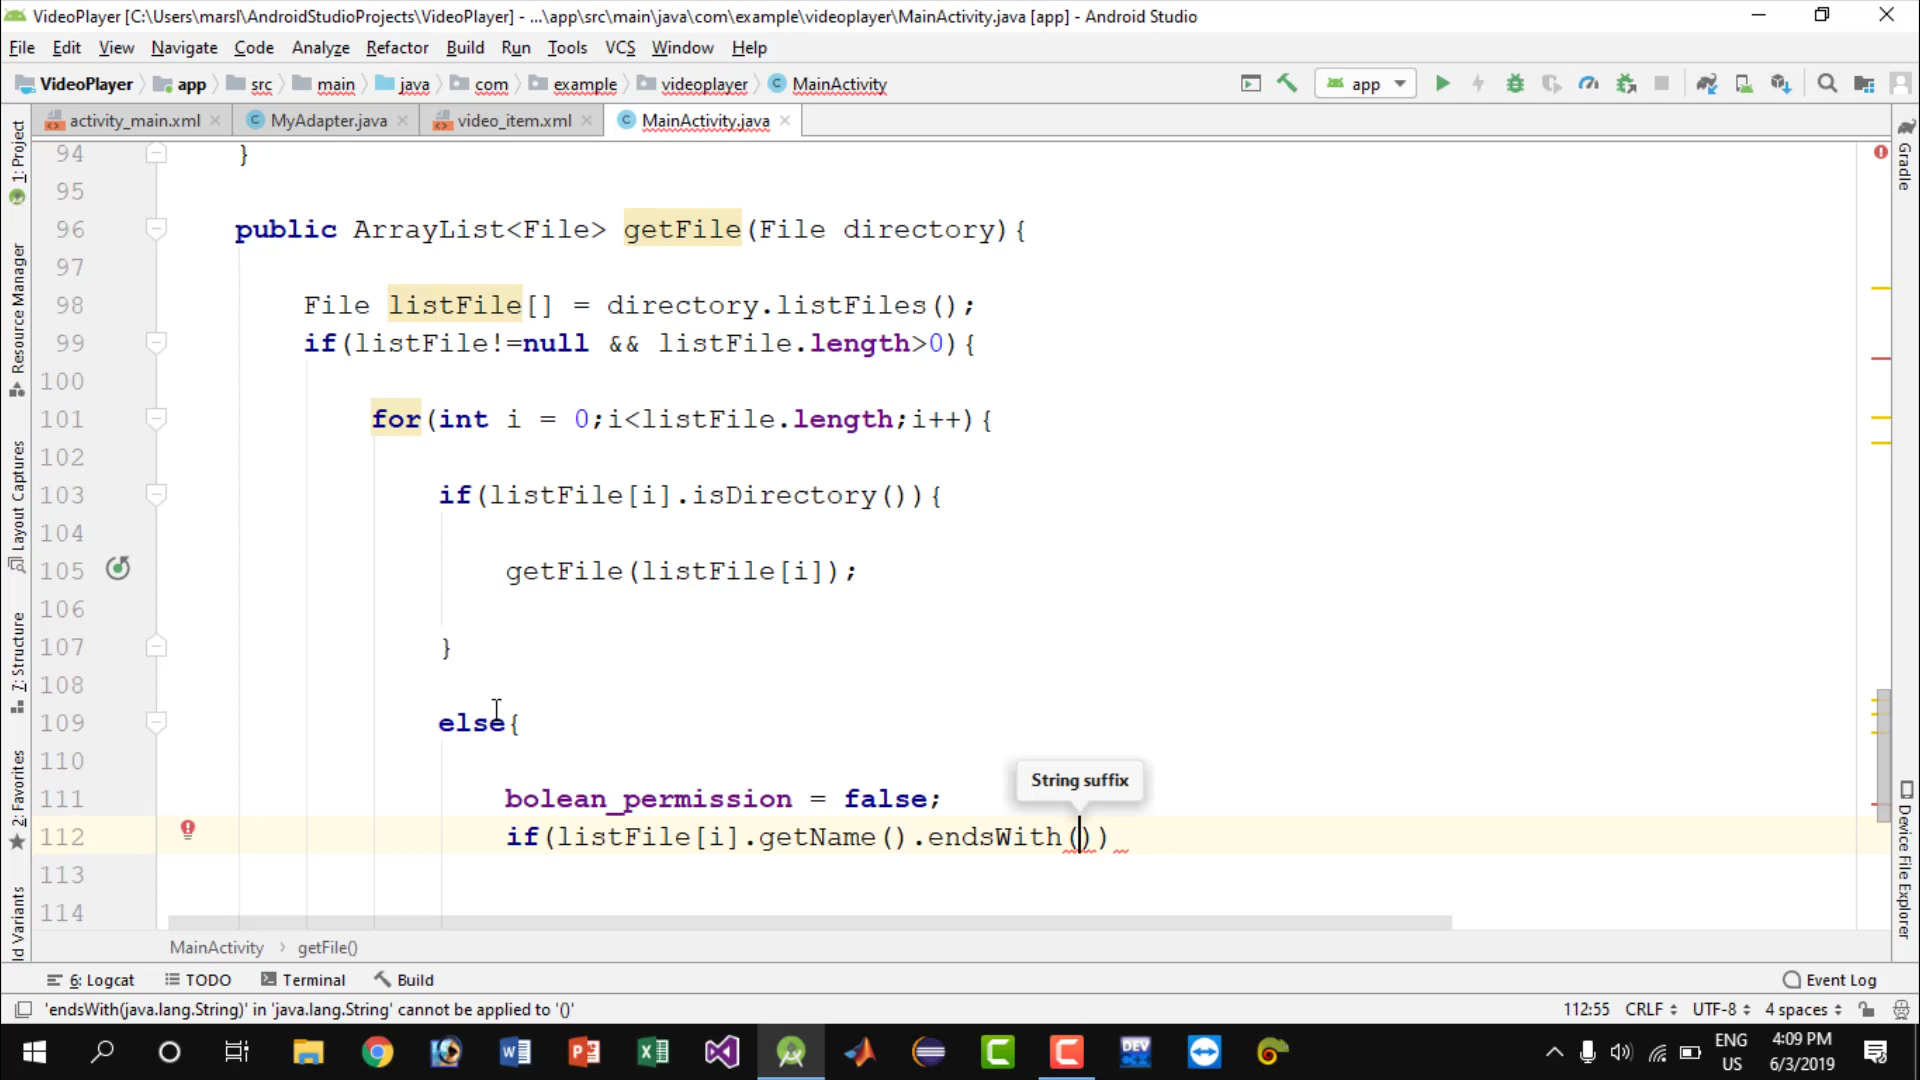 VideoPlayer [C:\Users\marsl\AndroidStudioProjects\VideoPlayer] - ...\app\src\main\java\com\example\videoplayer\MainActivity.java [app] - Android Studio
File Edit View Navigate Code Analyze Refactor Build Run Tools VCS Window Help
VideoPlayer app src main java com example videoplayer MainActivity app
activity_main.xml MyAdapter.java video_item.xml MainActivity.java
1: Project
Resource Manager
Layout Captures
7: Structure
2: Favorites
ld Variants
94 }
95
96 public ArrayList<File> getFile(File directory){
97
98 File listFile[] = directory.listFiles();
99 if(listFile!=null && listFile.length>0){
100
101 for(int i = 0;i<listFile.length;i++){
102
103 if(listFile[i].isDirectory()){
104
105 getFile(listFile[i]);
106
107 }
108
109 else{
110
String suffix
111 bolean_permission = false;
112 if(listFile[i].getName().endsWith())
113
114
Gradle
Device File Explorer
MainActivity > getFile()
6: Logcat TODO Terminal Build Event Log
'endsWith(java.lang.String)' in 'java.lang.String' cannot be applied to '()' 112:55 CRLF UTF-8 4 spaces
DEV
ENG
US
4:09 PM
6/3/2019